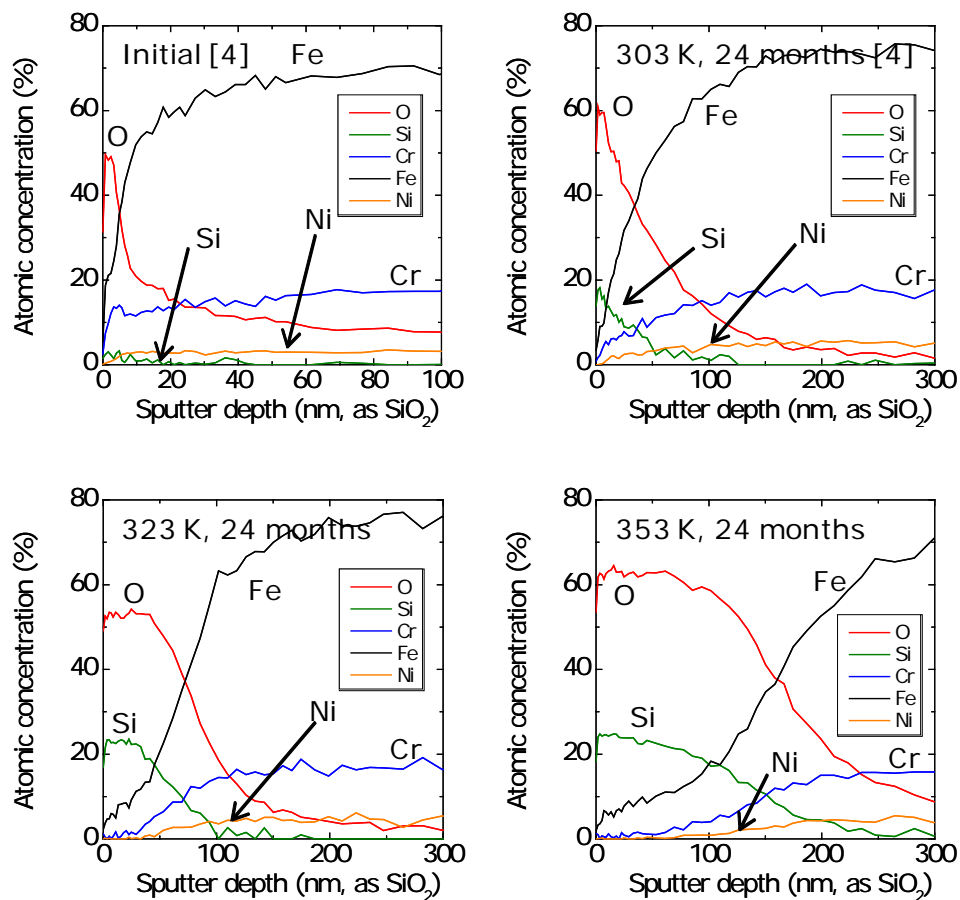 Initial [4]
Fe
O
Si
Ni
Cr
O
Si
Cr
Fe
Ni
80
60
40
20
0
0 20 40 60 80 100
Atomic concentration (%)
Sputter depth (nm, as SiO2)
303 K, 24 months [4]
O
Fe
Si
Ni
Cr
O
Si
Cr
Fe
Ni
80
60
40
20
0
0 100 200 300
Atomic concentration (%)
Sputter depth (nm, as SiO2)
323 K, 24 months
O
Fe
Si
Ni
Cr
O
Si
Cr
Fe
Ni
80
60
40
20
0
0 100 200 300
Atomic concentration (%)
Sputter depth (nm, as SiO2)
353 K, 24 months
O
Fe
Si
Ni
Cr
O
Si
Cr
Fe
Ni
80
60
40
20
0
0 100 200 300
Atomic concentration (%)
Sputter depth (nm, as SiO2)